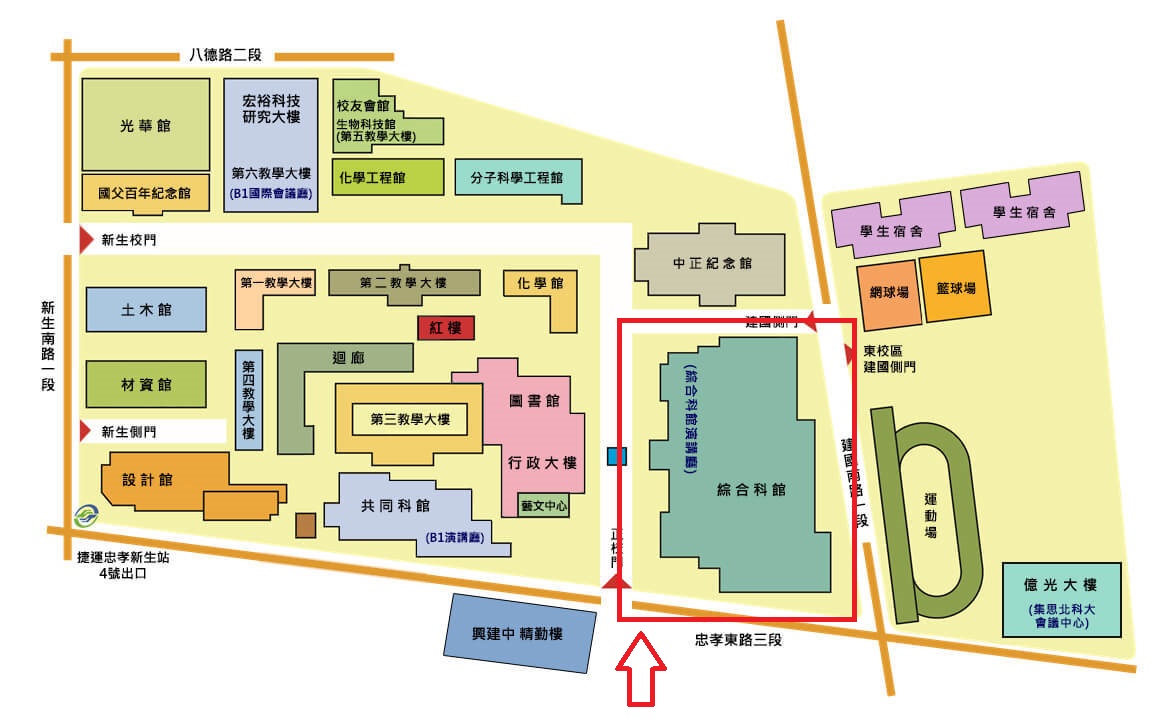 八德路二段
光華館
宏裕科技
研究大樓
第六教學大樓
(B1國際會議廳)
校友會館
生物科技館
(第五教學大樓)
國父百年紀念館
化學工程館
分子科學工程館
學生宿舍
學生宿舍
新生校門
中正紀念館
網球場
籃球場
新生南路一段
土木館
第一教學大樓
第二教學大樓
化學館
紅樓
建國側門
東校區
建國側門
材資館
第四教學大樓
迴廊
第三教學大樓
圖書館
行政大樓
藝文中心
(綜合科館演講廳)
綜合科館
建國南路一段
運動場
新生側門
設計館
共同科館
(B1演講廳)
正校門
捷運忠孝新生站
4號出口
興建中 精勤樓
忠孝東路三段
億光大樓
(集思北科大
會議中心)